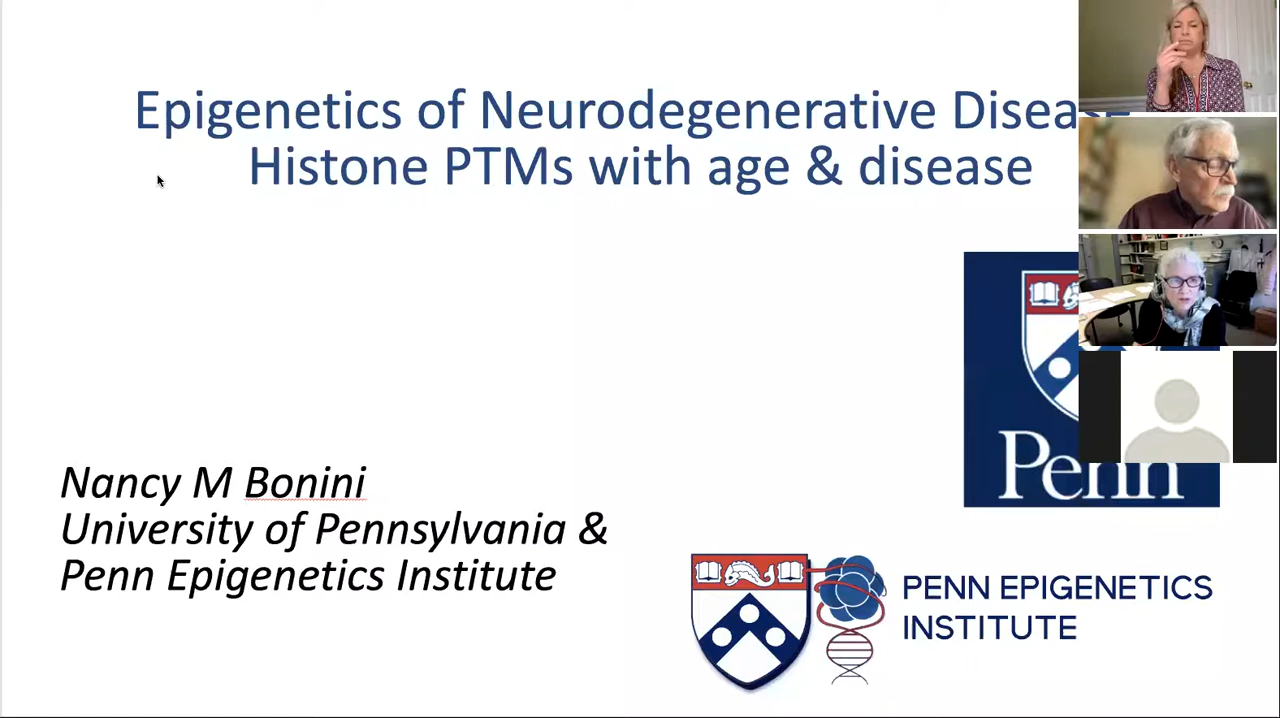 Epigenetics of Neurodegenerative Disease
Histone PTMs with age & disease
Penn
Nancy M Bonini
University of Pennsylvania &
Penn Epigenetics Institute
PENN EPIGENETICS
INSTITUTE